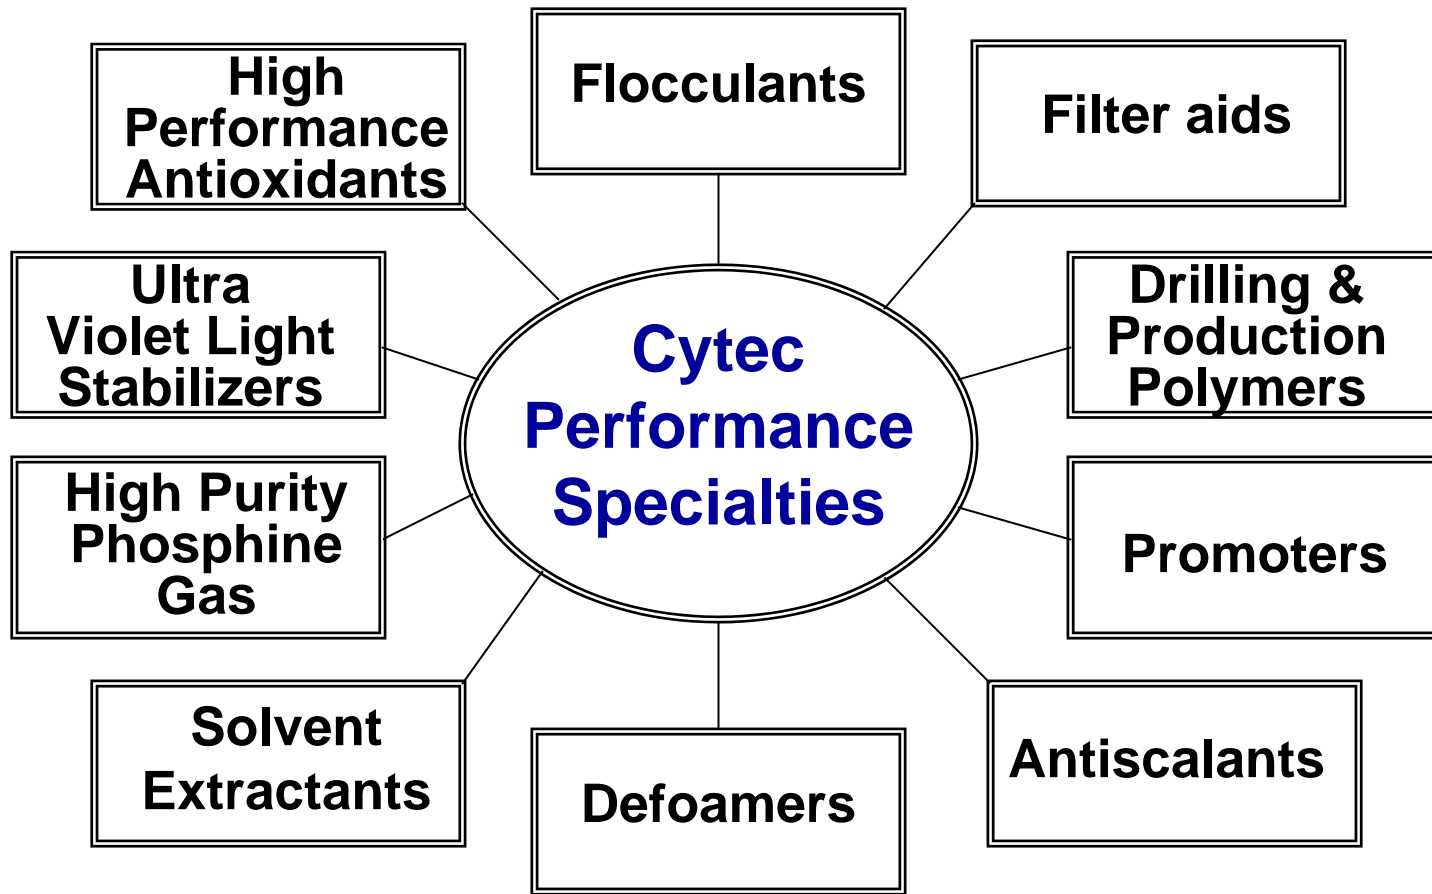 Flocculants
High
Performance
Antioxidants
Filter aids
Ultra
Violet Light
Stabilizers
Cytec
Performance
Specialties
Drilling &
Production
Polymers
High Purity
Phosphine
Gas
Promoters
Solvent
Extractants
Defoamers
Antiscalants